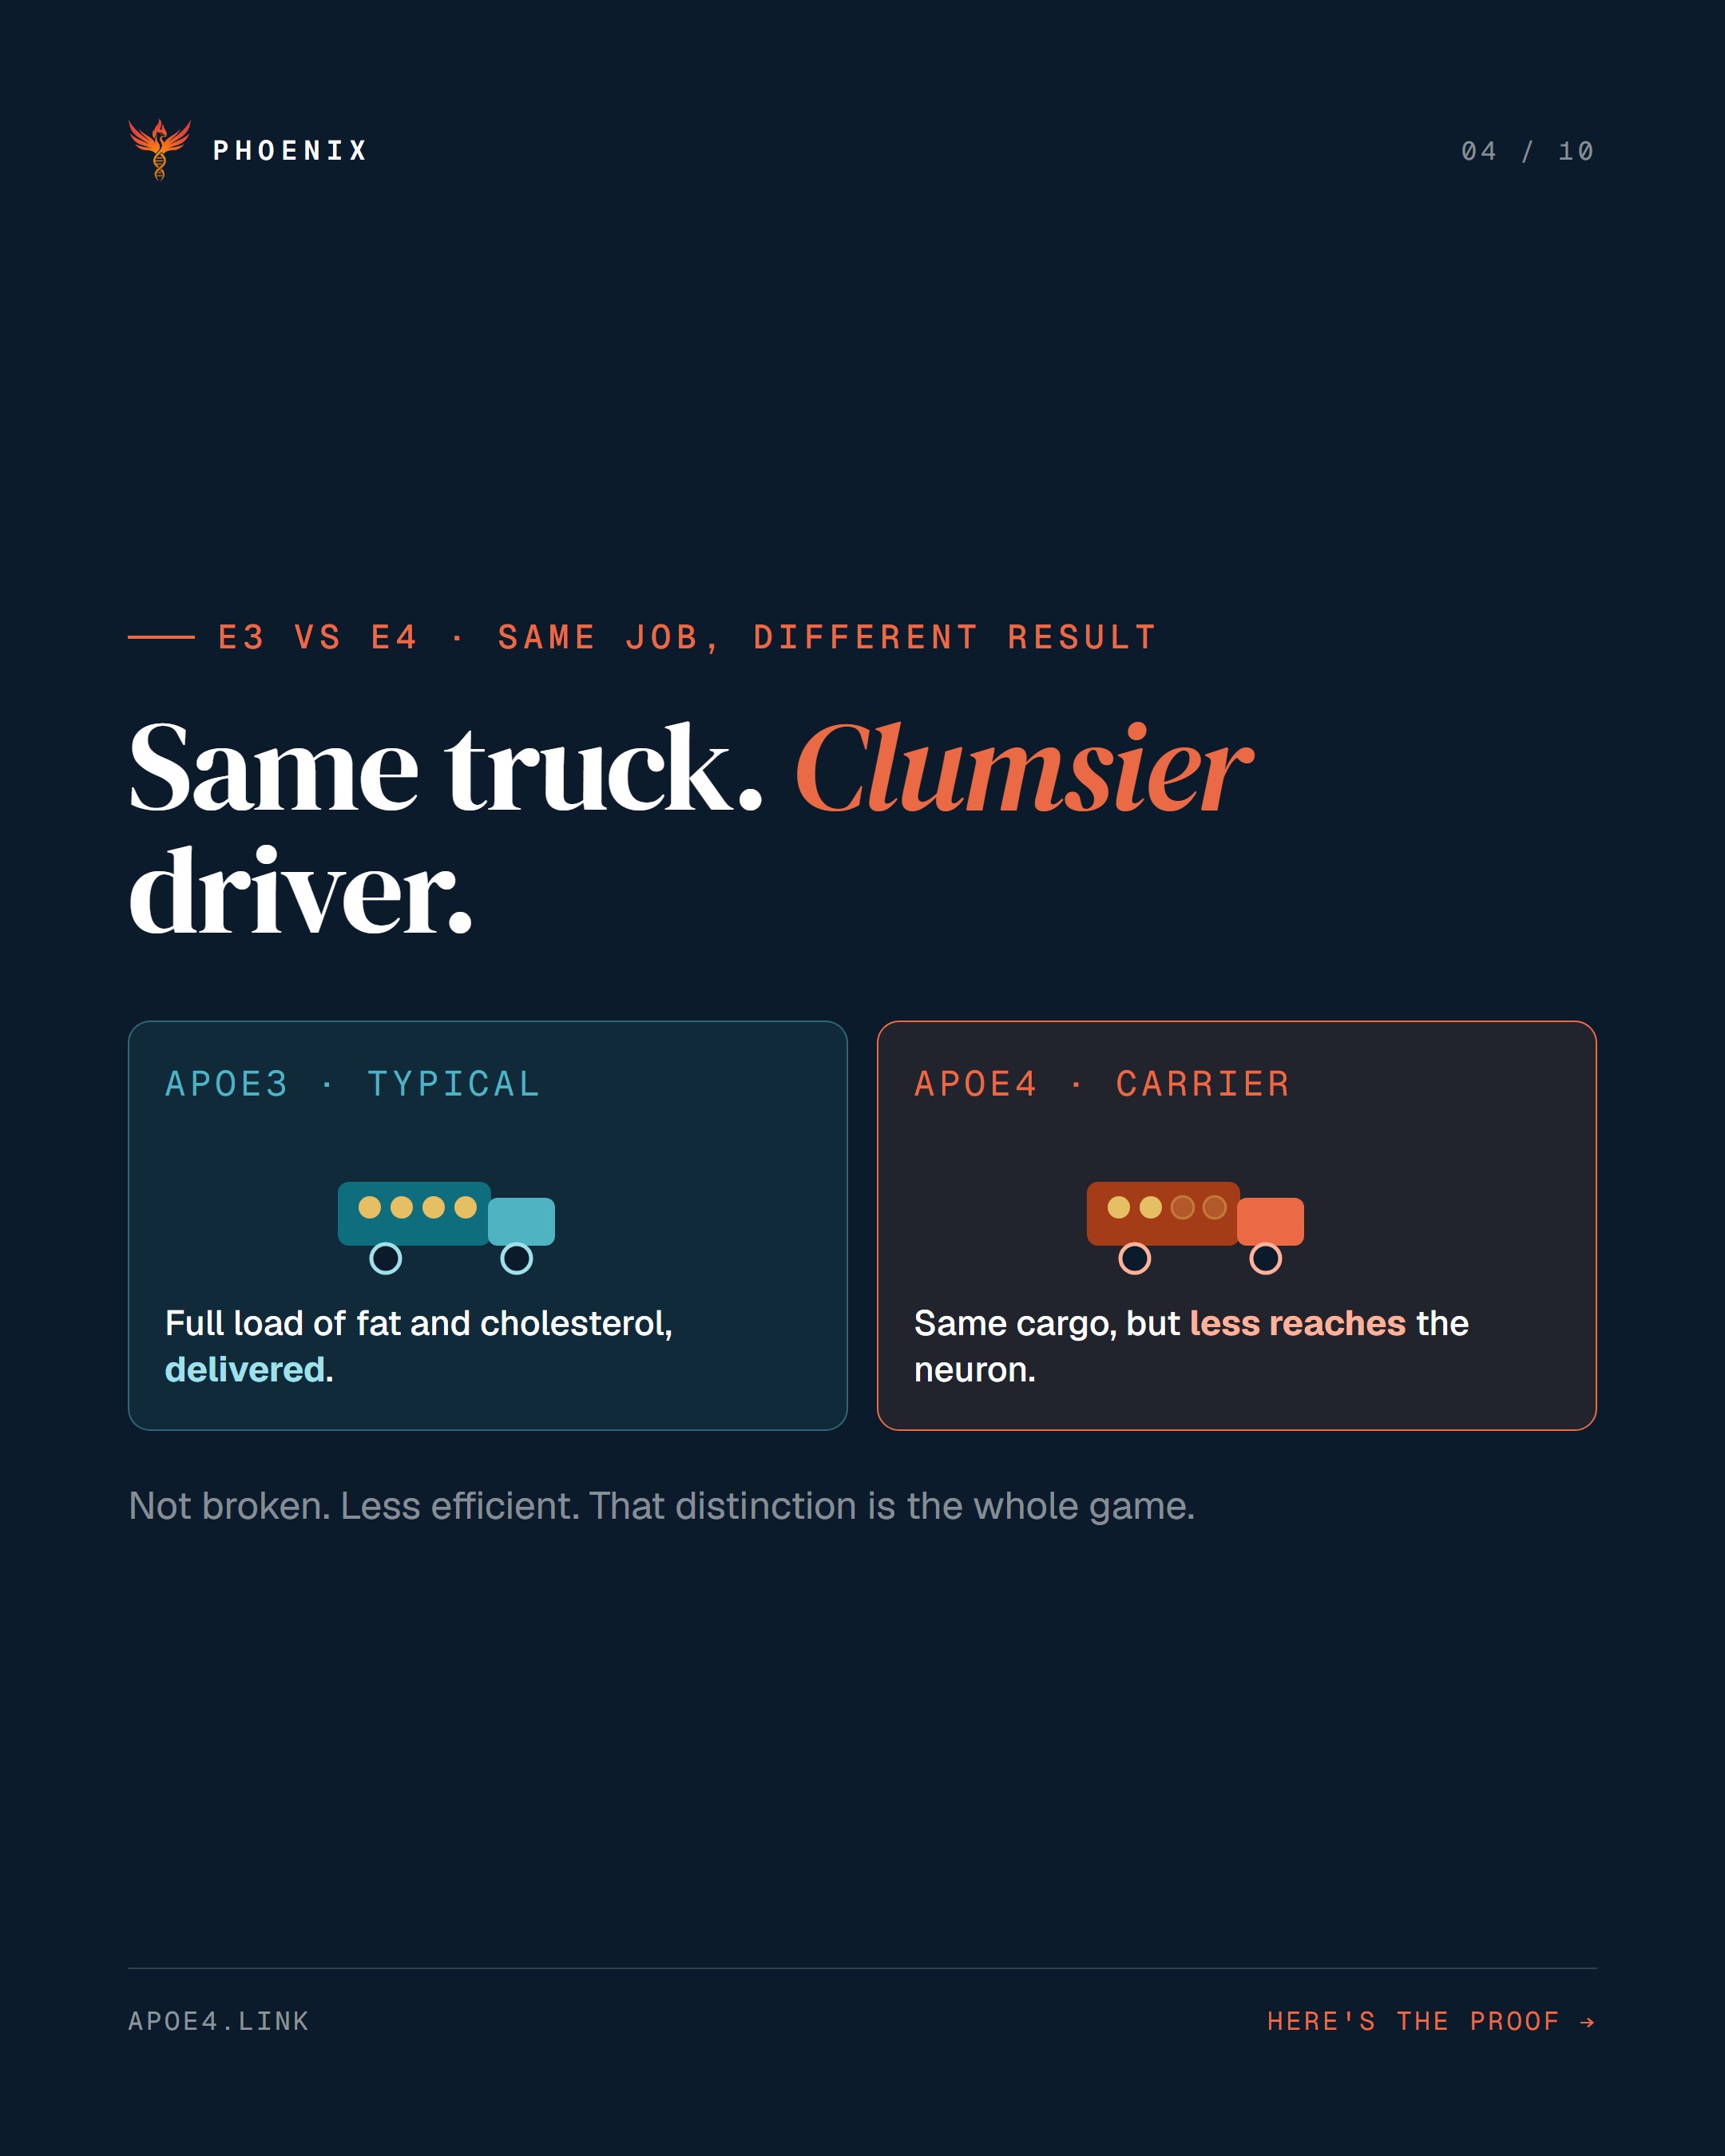 PHOENIX
04 / 10
E3 VS E4 · SAME JOB, DIFFERENT RESULT
Same truck. Clumsier
driver.
APOE3 · TYPICAL
Full load of fat and cholesterol,
delivered.
APOE4 · CARRIER
Same cargo, but less reaches the
neuron.
Not broken. Less efficient. That distinction is the whole game.
APOE4.LINK
HERE'S THE PROOF →